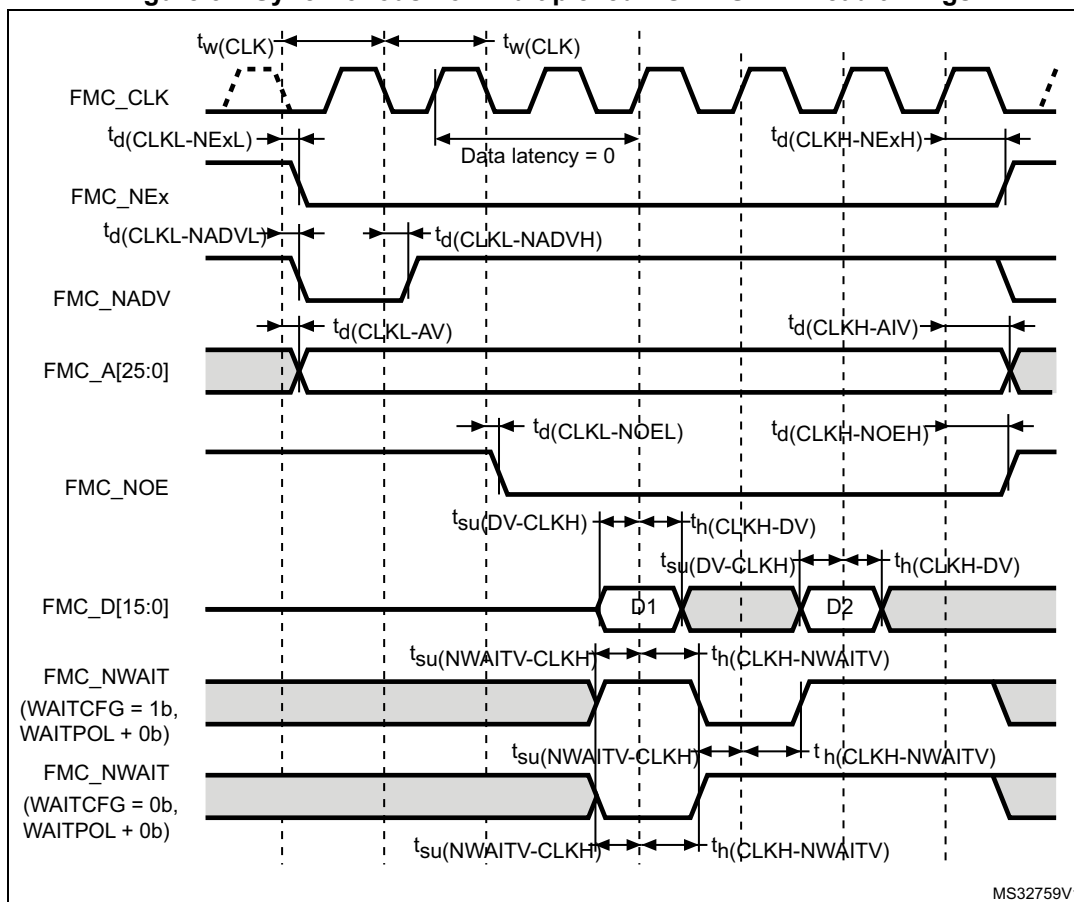 tw(CLK) tw(CLK)
FMC_CLK
td(CLKL-NExL) Data latency = 0 td(CLKH-NExH)
FMC_NEx
td(CLKL-NADVL) td(CLKL-NADVH)
FMC_NADV
td(CLKL-AV) td(CLKH-AIV)
FMC_A[25:0]
td(CLKL-NOEL) td(CLKH-NOEH)
FMC_NOE
tsu(DV-CLKH) th(CLKH-DV)
tsu(DV-CLKH) th(CLKH-DV)
FMC_D[15:0] D1 D2
tsu(NWAITV-CLKH) th(CLKH-NWAITV)
FMC_NWAIT
(WAITCFG = 1b,
WAITPOL + 0b)
tsu(NWAITV-CLKH) th(CLKH-NWAITV)
FMC_NWAIT
(WAITCFG = 0b,
WAITPOL + 0b)
tsu(NWAITV-CLKH) th(CLKH-NWAITV)